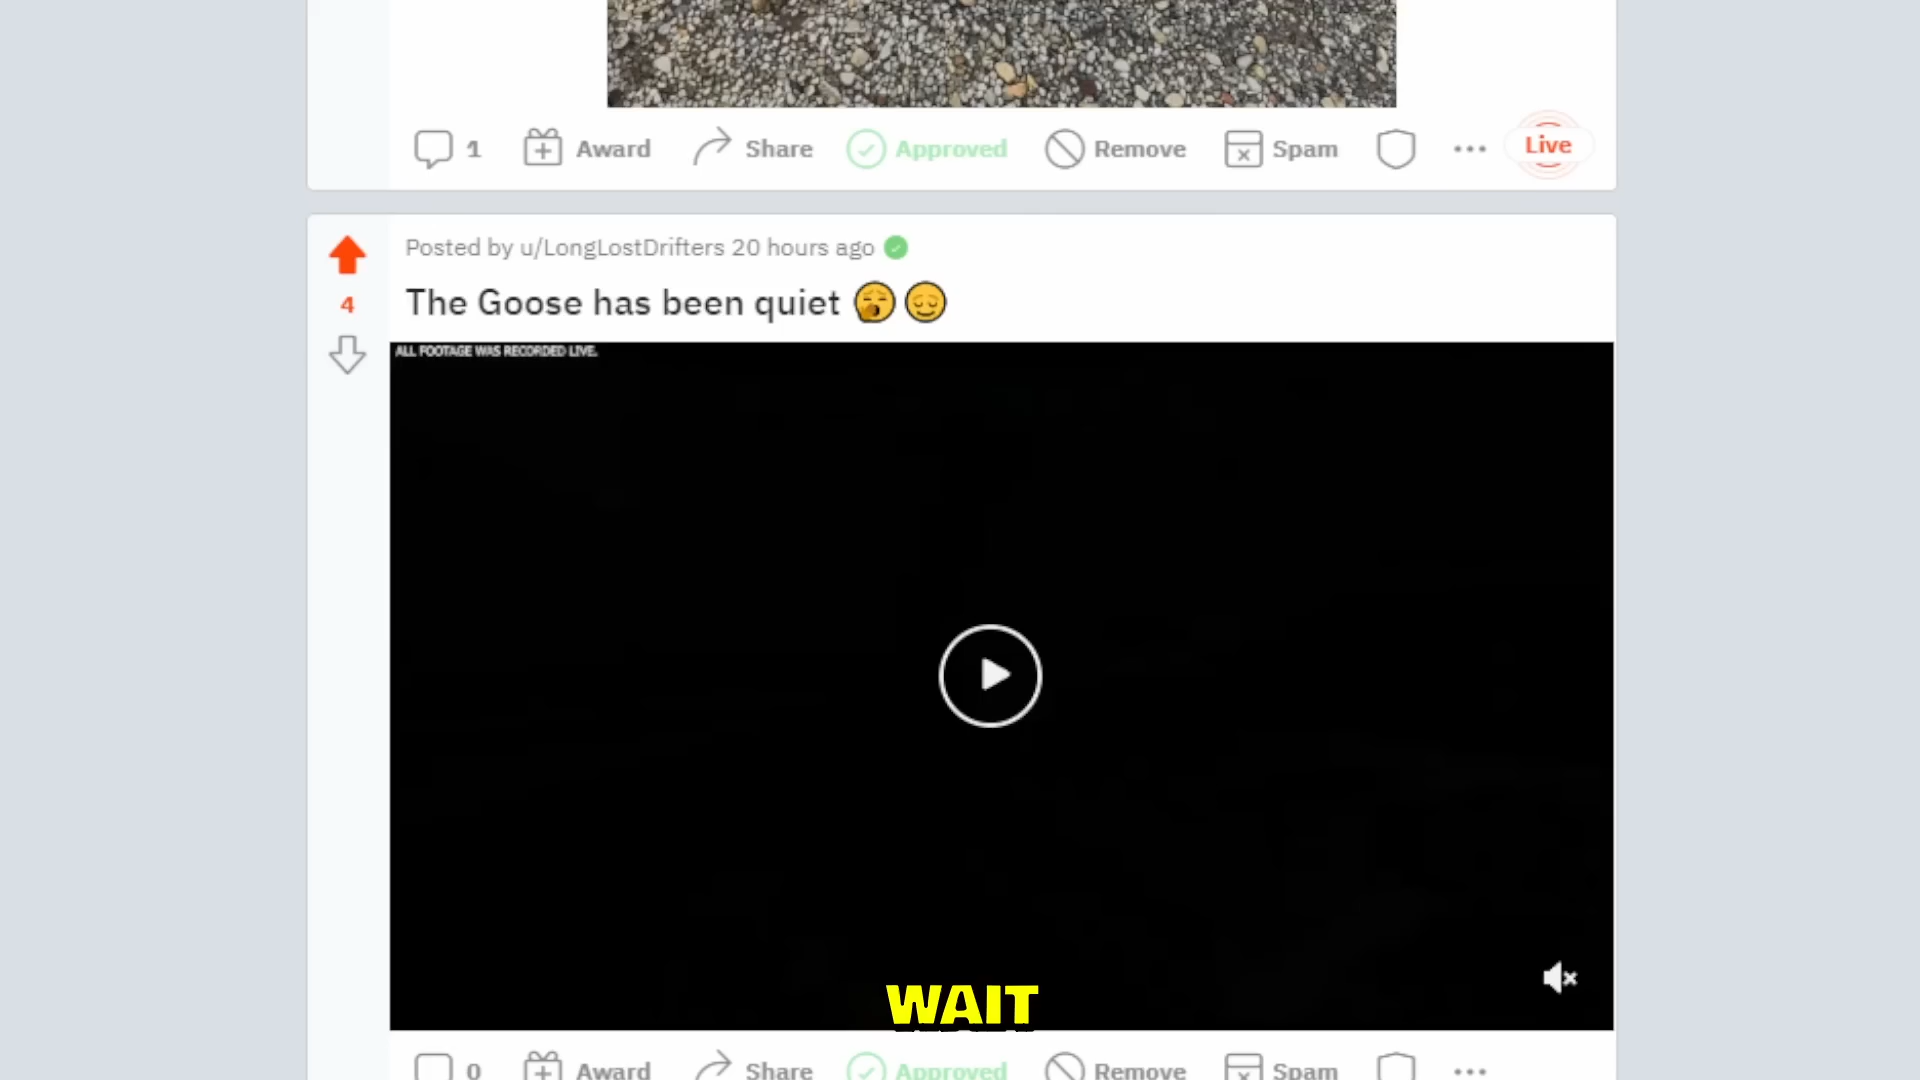 1 Award Share Approved Remove Spam Live
Posted by u/LongLostDrifters 20 hours ago
4
The Goose has been quiet 🥱😌
ALL FOOTAGE WAS RECORDED LIVE.
WAIT
0 Award Share Approved Remove Spam